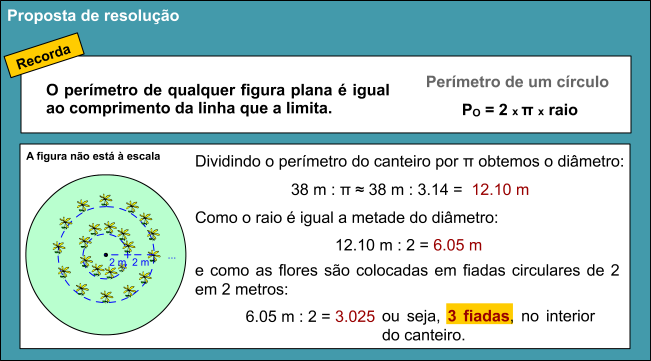 Proposta de resolução
Recorda
O perímetro de qualquer figura plana é igual
ao comprimento da linha que a limita.
Perímetro de um círculo
PO = 2 x π x raio
A figura não está à escala
2 m 2 m ...
Dividindo o perímetro do canteiro por π obtemos o diâmetro:
38 m : π ≈ 38 m : 3.14 = 12.10 m
Como o raio é igual a metade do diâmetro:
12.10 m : 2 = 6.05 m
e como as flores são colocadas em fiadas circulares de 2
em 2 metros:
6.05 m : 2 = 3.025 ou seja, 3 fiadas, no interior
do canteiro.